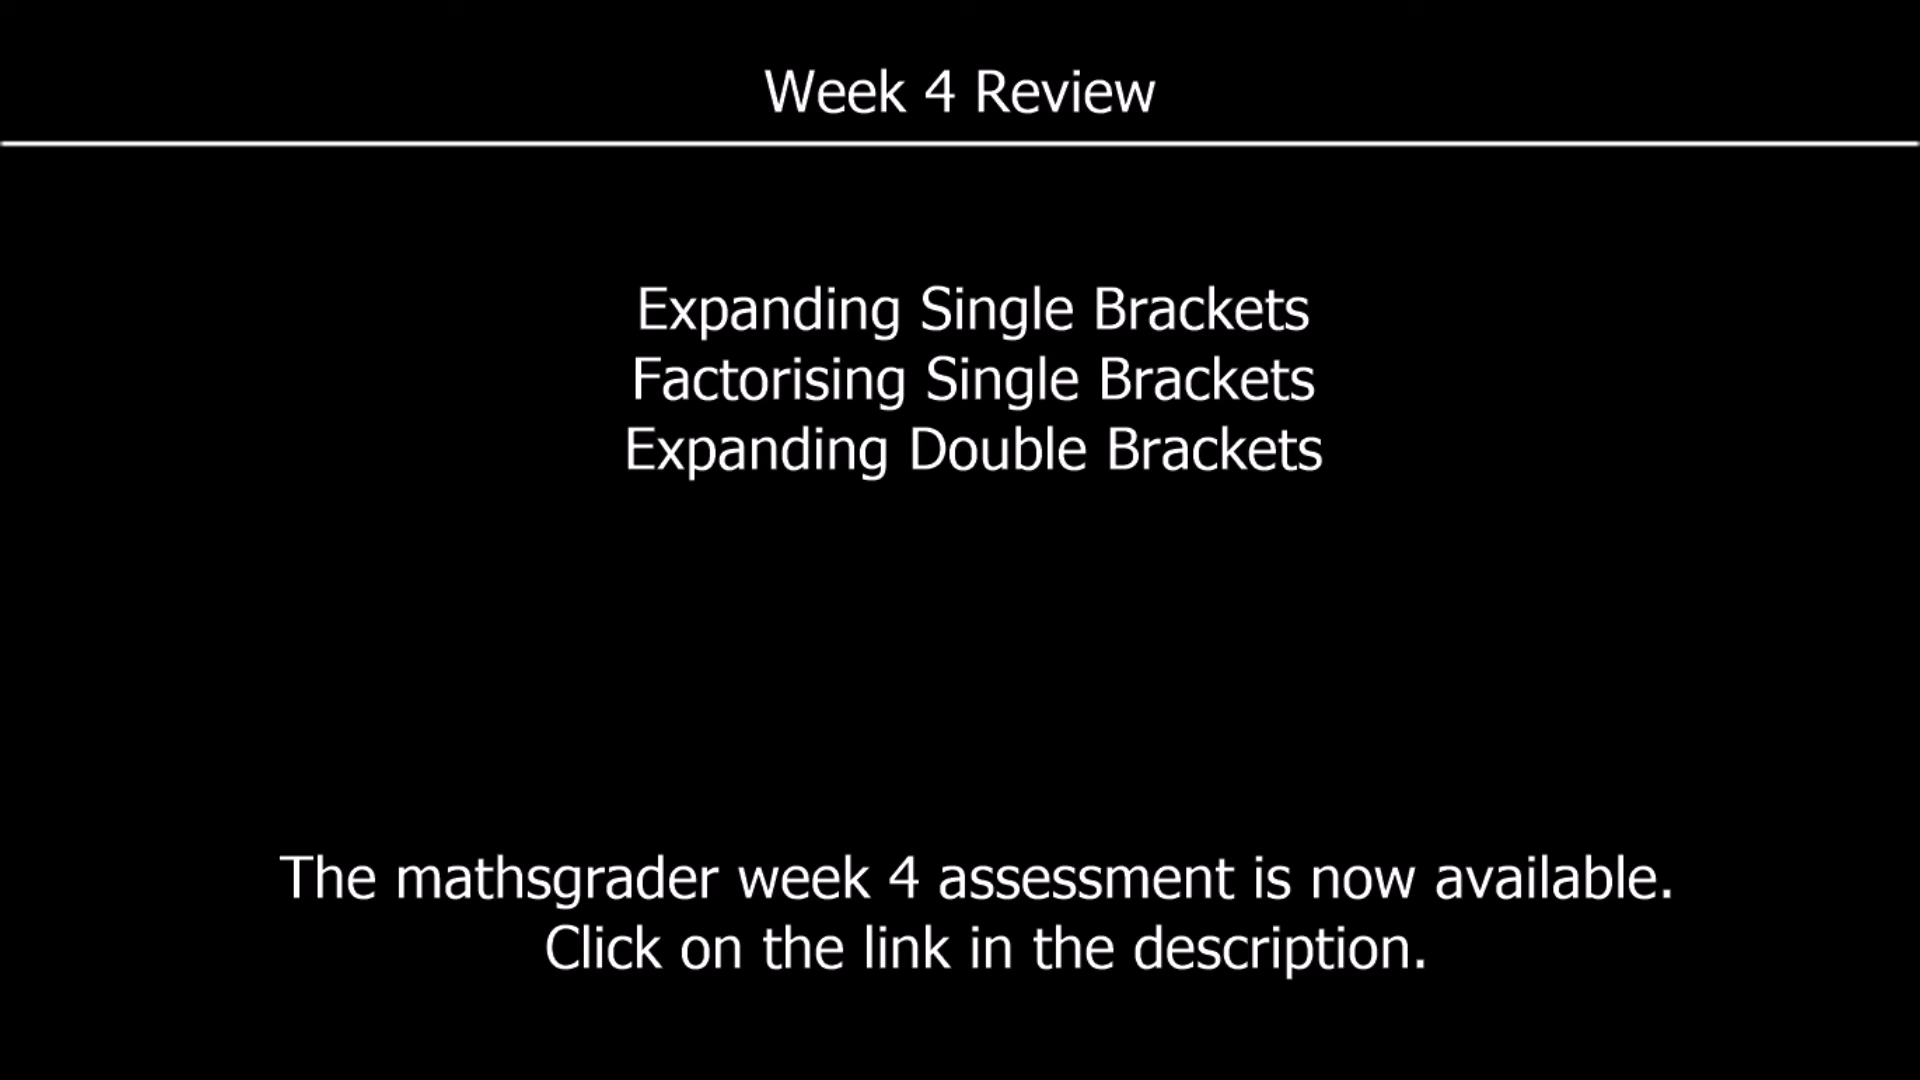 Week 4 Review
Expanding Single Brackets
Factorising Single Brackets
Expanding Double Brackets
The mathsgrader week 4 assessment is now available.
Click on the link in the description.